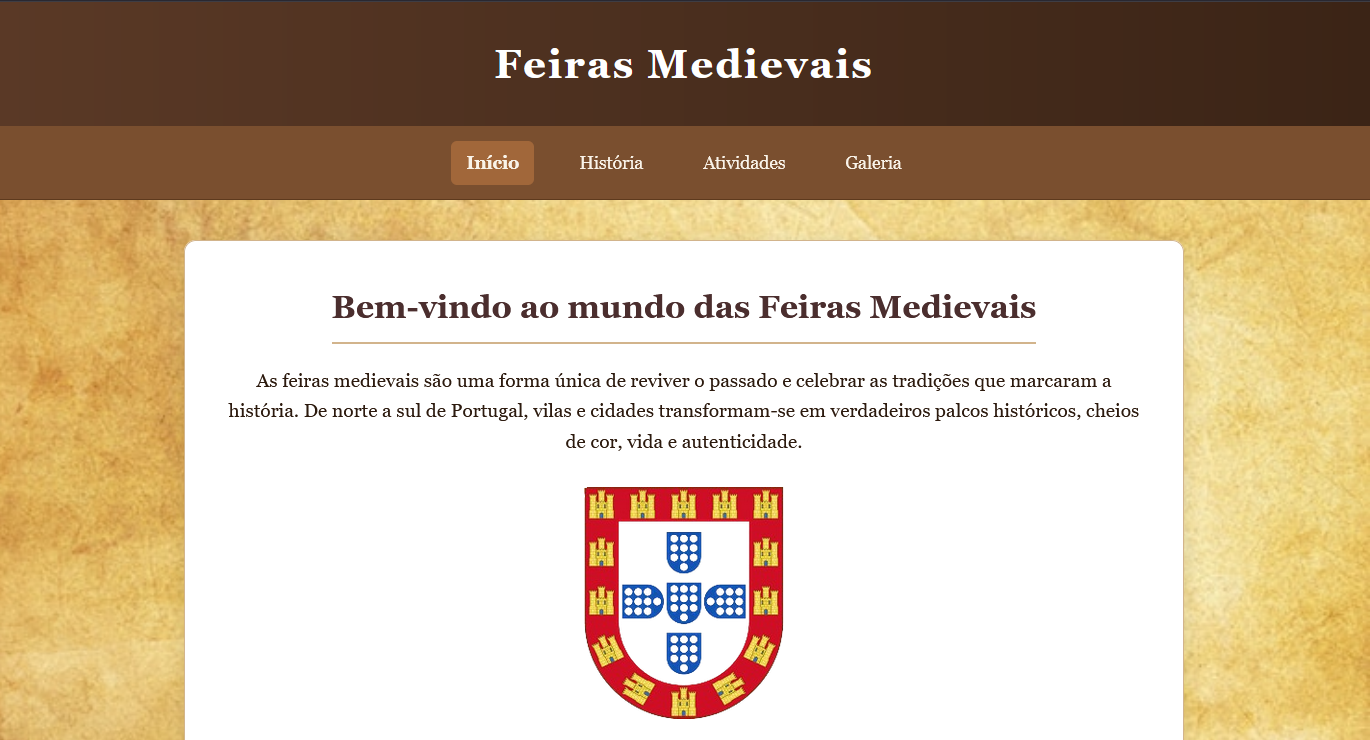 Feiras Medievais
Início
História
Atividades
Galeria
Bem-vindo ao mundo das Feiras Medievais
As feiras medievais são uma forma única de reviver o passado e celebrar as tradições que marcaram a
história. De norte a sul de Portugal, vilas e cidades transformam-se em verdadeiros palcos históricos, cheios
de cor, vida e autenticidade.